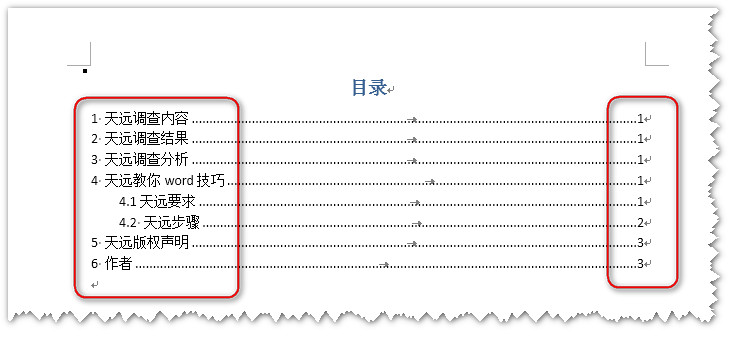 目录
1 天远调查内容........................................1
2 天远调查结果........................................1
3 天远调查分析........................................1
4 天远教你 word 技巧........................................1
4.1 天远要求........................................1
4.2 天远步骤........................................2
5 天远版权声明........................................3
6 作者........................................3